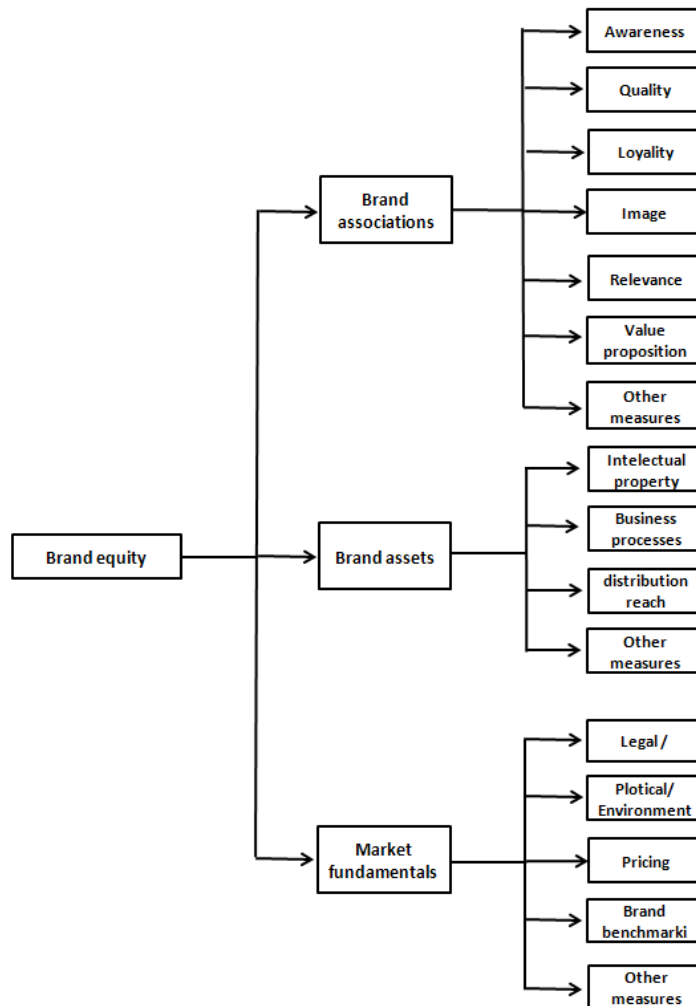 Awareness
Quality
Loyality
Brand
associations
Image
Relevance
Value
proposition
Other
measures
Intelectual
property
Business
processes
Brand equity
Brand assets
distribution
reach
Other
measures
Legal /
Plotical/
Environment
Market
fundamentals
Pricing
Brand
benchmarki
Other
measures